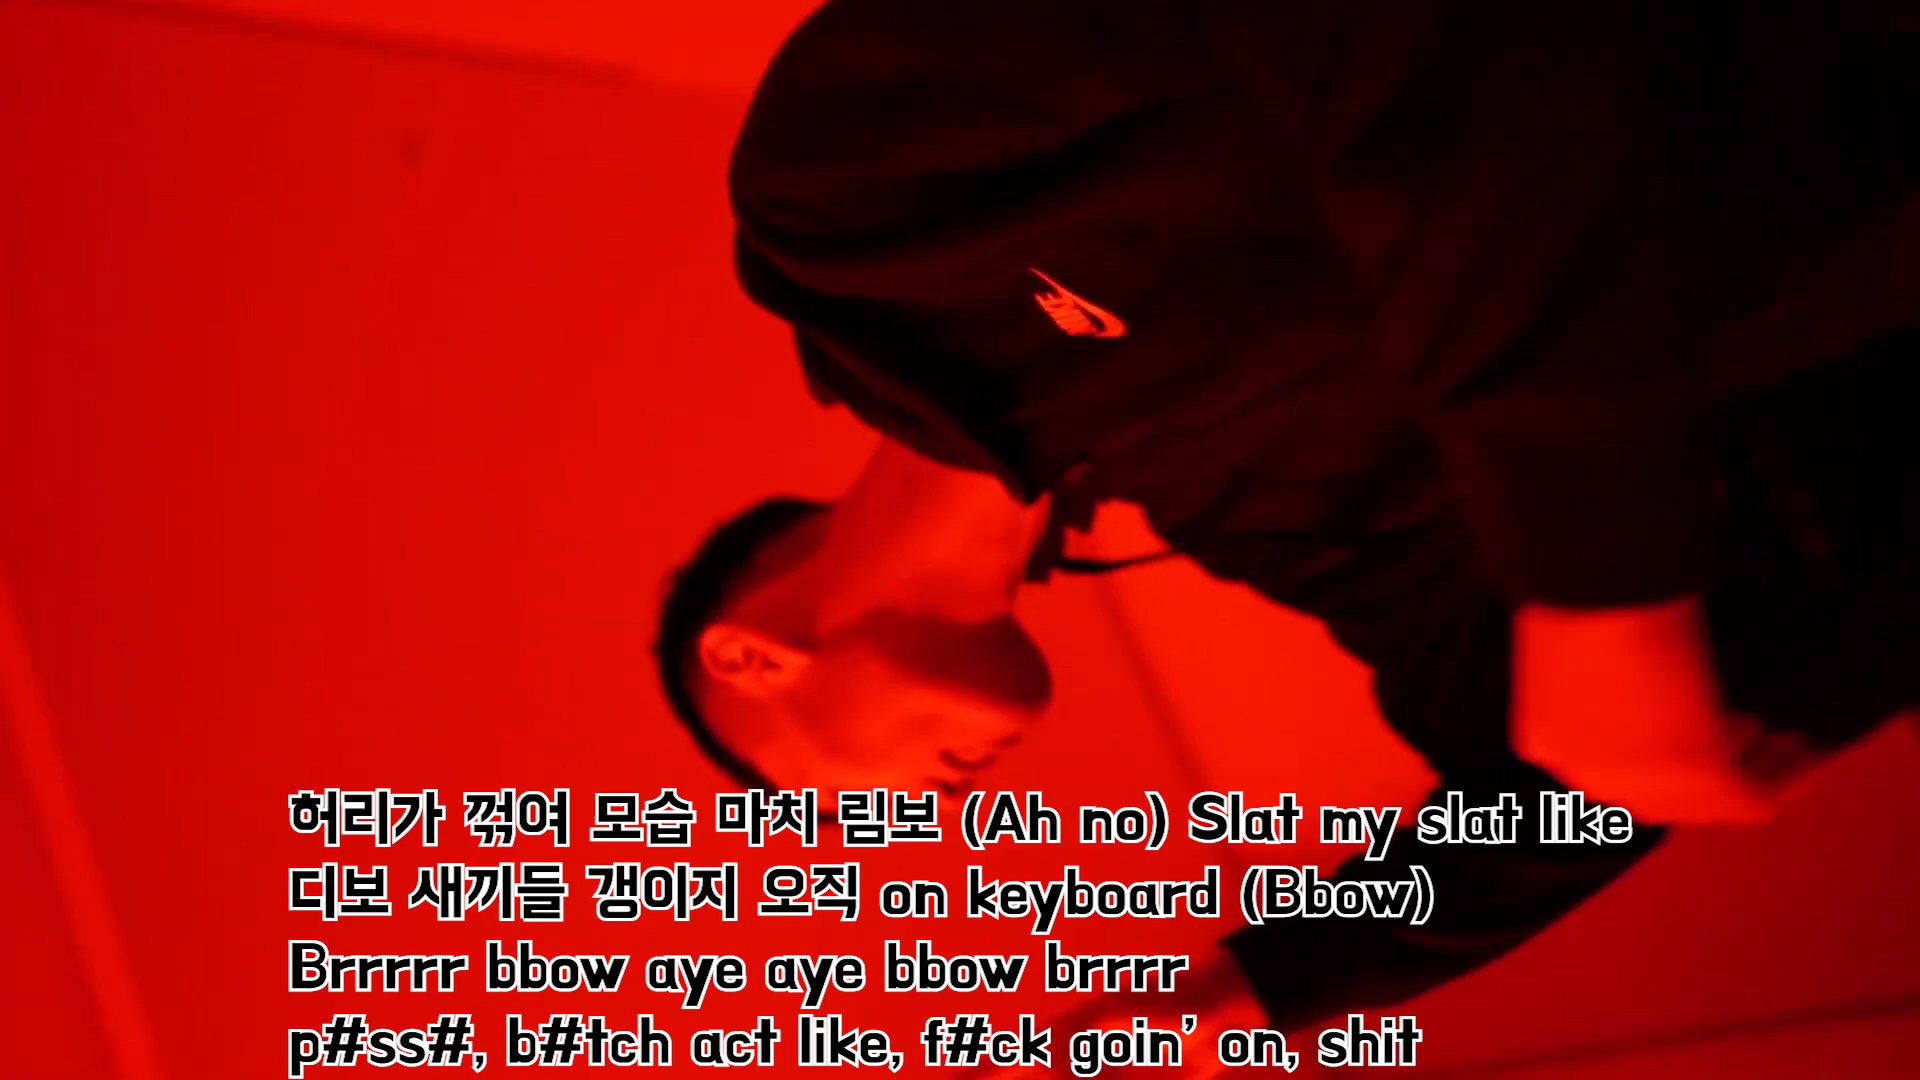 NIKE
허리가 꺾여 모습 마치 림보 (Ah no) Slat my slat like
디보 새끼들 갱이지 오직 on keyboard (Bbow)
Brrrrr bbow aye aye bbow brrrr
p#ss#, b#tch act like, f#ck goin’ on, shit